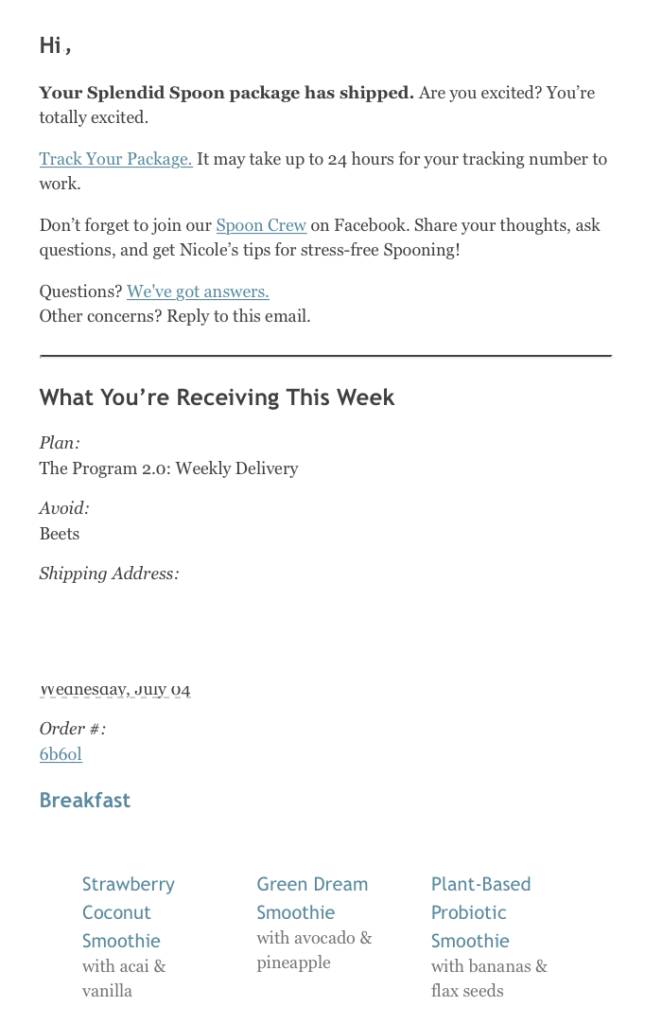 Hi ,
Your Splendid Spoon package has shipped. Are you excited? You’re
totally excited.
Track Your Package. It may take up to 24 hours for your tracking number to
work.
Don’t forget to join our Spoon Crew on Facebook. Share your thoughts, ask
questions, and get Nicole’s tips for stress-free Spooning!
Questions? We've got answers.
Other concerns? Reply to this email.
What You’re Receiving This Week
Plan:
The Program 2.0: Weekly Delivery
Avoid:
Beets
Shipping Address:
Wednesday, July 04
Order #:
6b6ol
Breakfast
Strawberry
Coconut
Smoothie
with acai &
vanilla
Green Dream
Smoothie
with avocado &
pineapple
Plant-Based
Probiotic
Smoothie
with bananas &
flax seeds